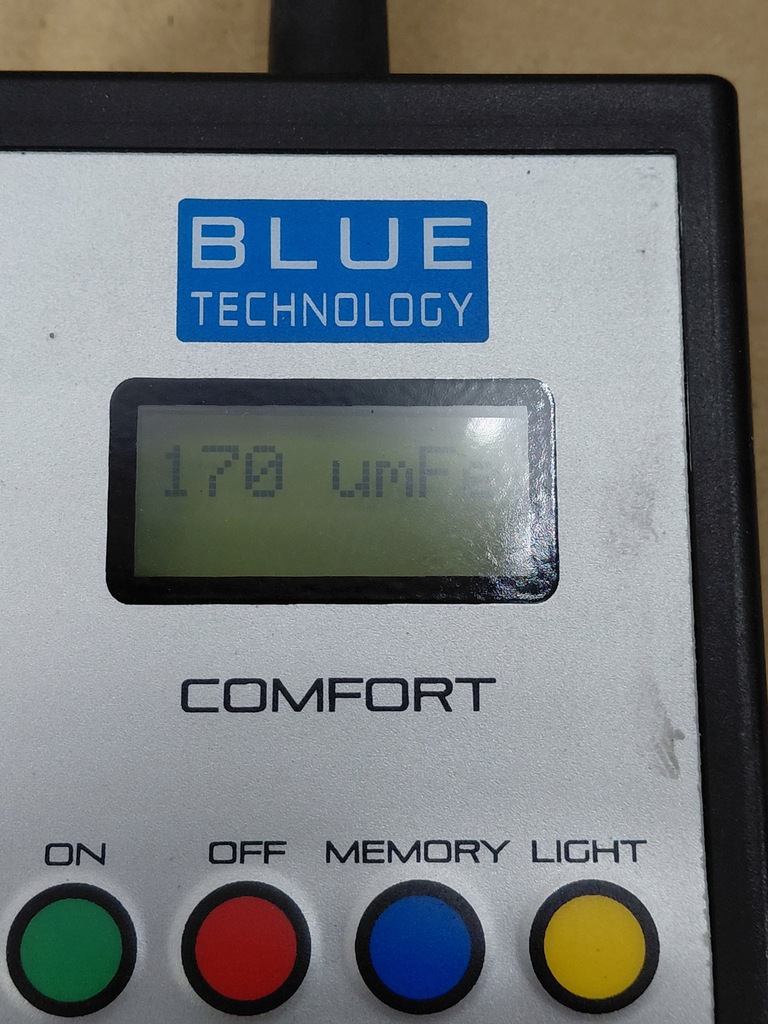 BLUE
TECHNOLOGY
170 umFe
COMFORT
ON OFF MEMORY LIGHT